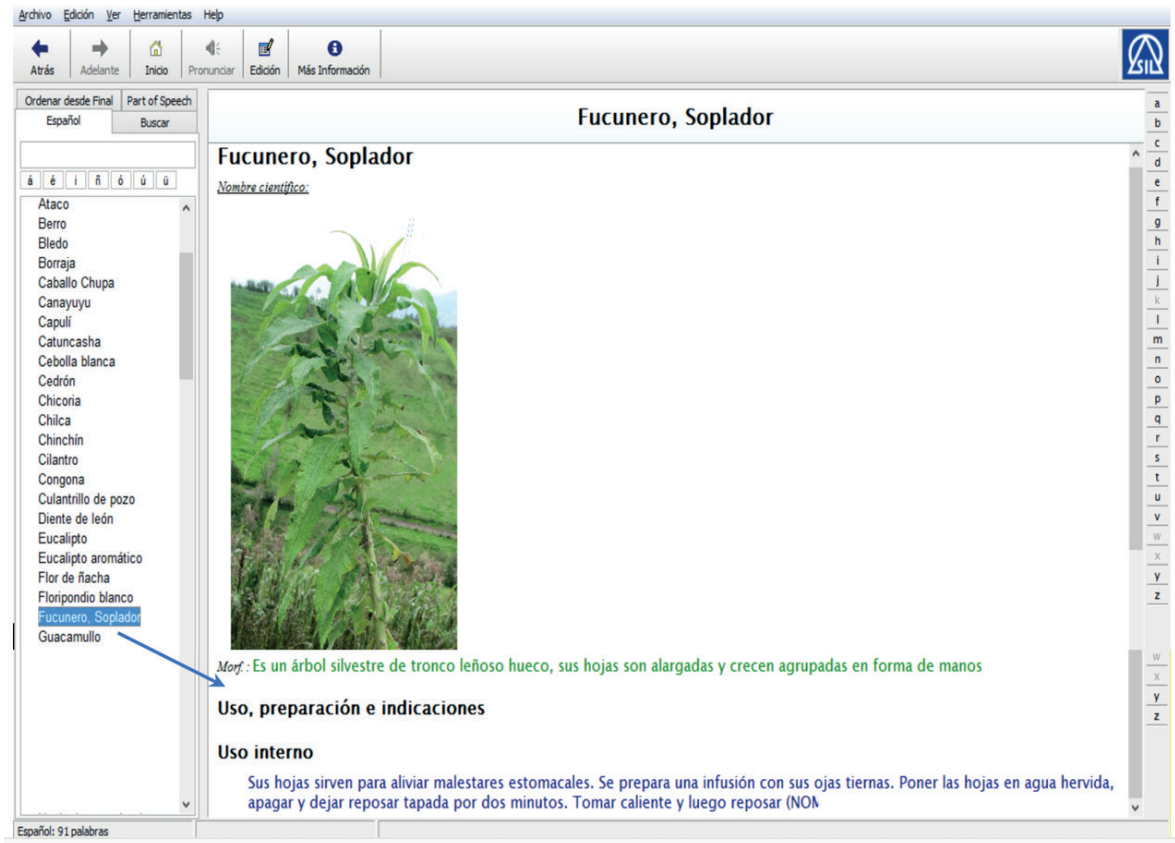 Archivo Edición Ver Herramientas Help
Atrás Adelante Inicio Pronunciar Edición Más Información
SIL
Ordenar desde Final Part of Speech
Español Buscar
á é í ñ ó ú ü
Ataco
Berro
Bledo
Borraja
Caballo Chupa
Canayuyu
Capulí
Catuncasha
Cebolla blanca
Cedrón
Chicoria
Chilca
Chinchín
Cilantro
Congona
Culantrillo de pozo
Diente de león
Eucalipto
Eucalipto aromático
Flor de ñacha
Floripondio blanco
Fucunero, Soplador
Guacamullo
Español: 91 palabras
Fucunero, Soplador
Fucunero, Soplador
Nombre científico:
Morf. : Es un árbol silvestre de tronco leñoso hueco, sus hojas son alargadas y crecen agrupadas en forma de manos
Uso, preparación e indicaciones
Uso interno
Sus hojas sirven para aliviar malestares estomacales. Se prepara una infusión con sus ojas tiernas. Poner las hojas en agua hervida,
apagar y dejar reposar tapada por dos minutos. Tomar caliente y luego reposar (NOM
a
b
c
d
e
f
g
h
i
j
k
l
m
n
o
p
q
r
s
t
u
v
w
x
y
z
w
x
y
z